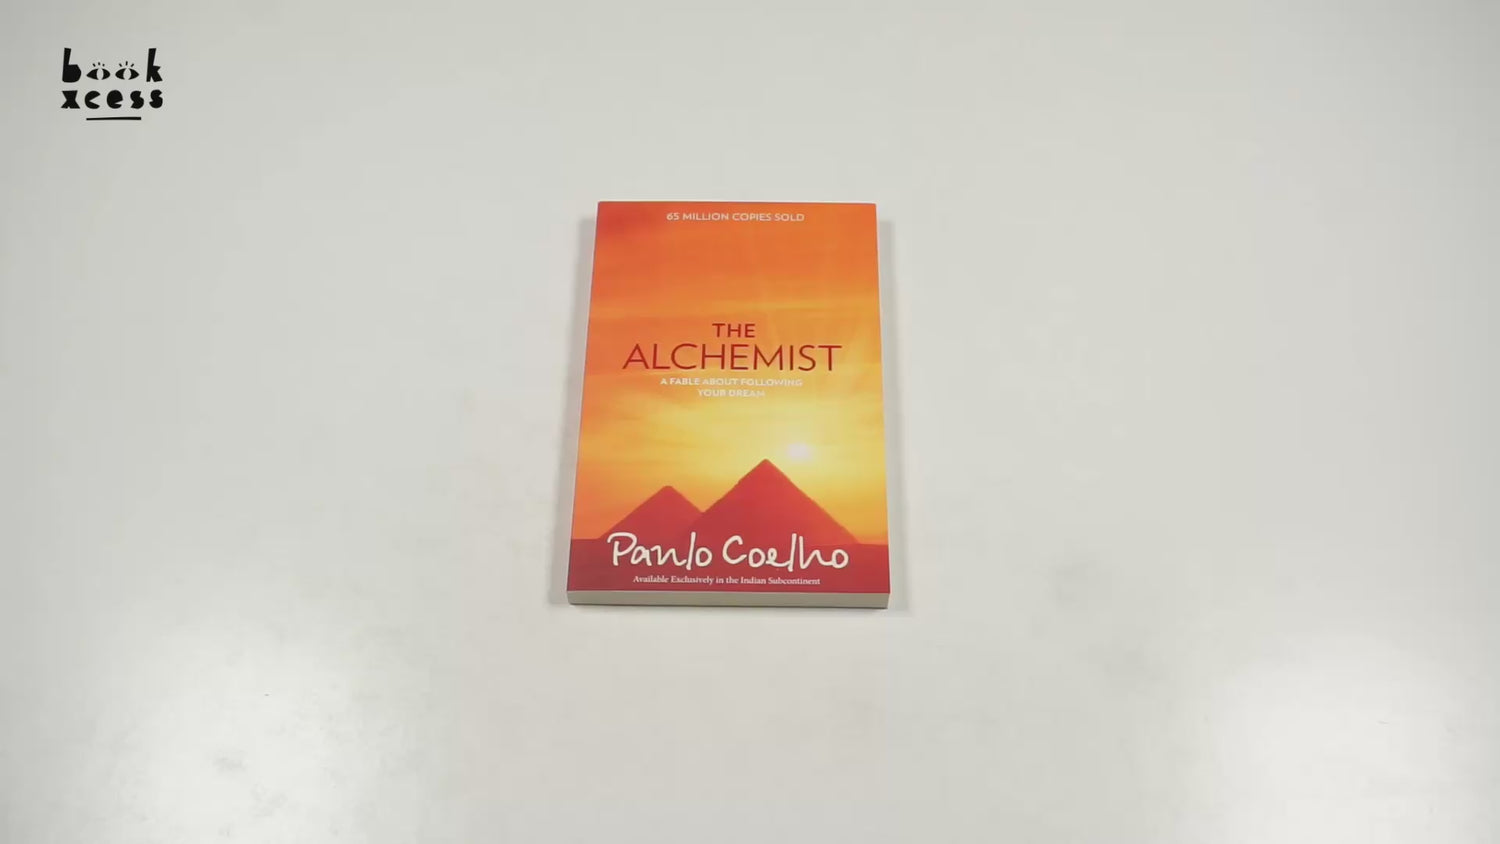 book
xcess
65 MILLION COPIES SOLD
THE
ALCHEMIST
A FABLE ABOUT FOLLOWING
YOUR DREAM
Paulo Coelho
Available Exclusively in the Indian Subcontinent